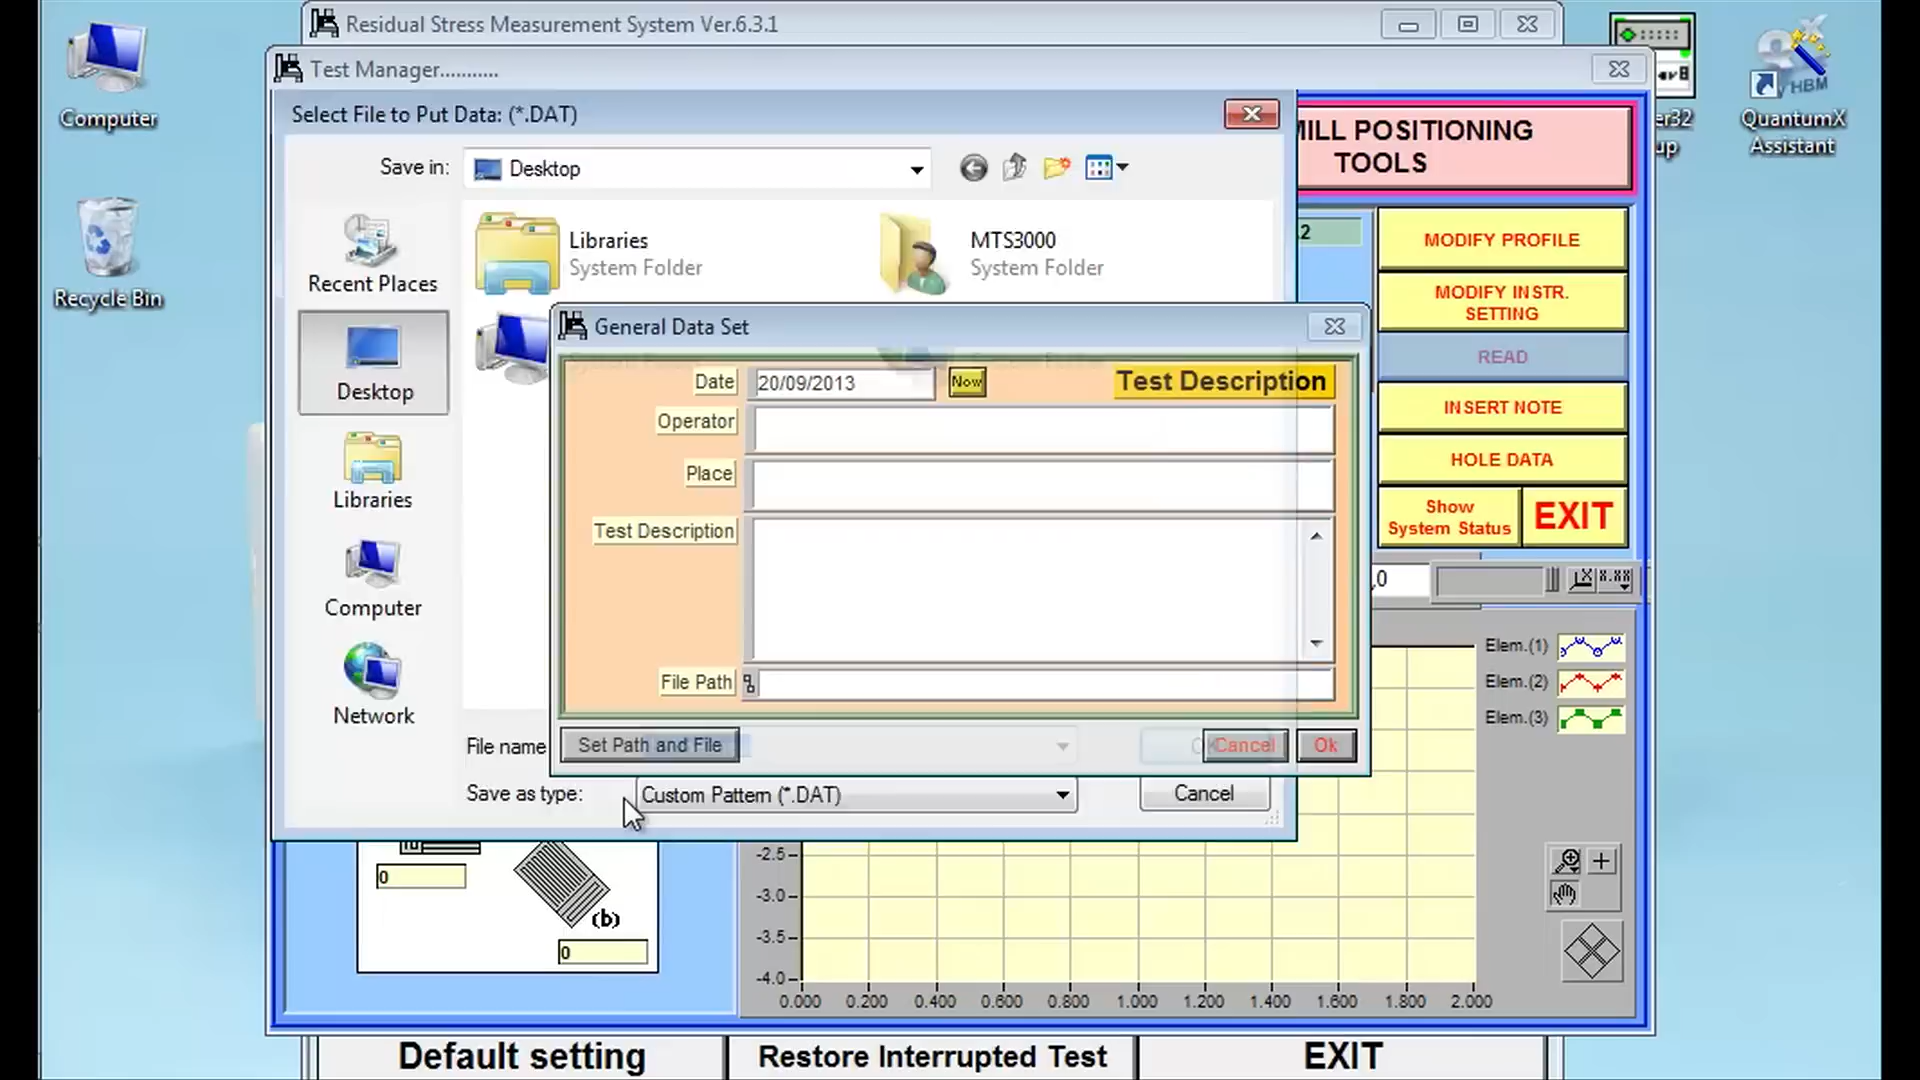 Residual Stress Measurement System Ver.6.3.1
Test Manager...........
Select File to Put Data: (*.DAT)
Computer
Recycle Bin
QuantumX
Assistant
HBM
MILL POSITIONING
TOOLS
Save in:
Desktop
Recent Places
Desktop
Libraries
Computer
Network
Libraries
System Folder
MTS3000
System Folder
General Data Set
Date
20/09/2013
Now
Test Description
Operator
Place
Test Description
File Path
Set Path and File
Cancel
Ok
File name
Save as type:
Custom Pattern (*.DAT)
Cancel
MODIFY PROFILE
MODIFY INSTR.
SETTING
READ
INSERT NOTE
HOLE DATA
Show
System Status
EXIT
,0
Elem.(1)
Elem.(2)
Elem.(3)
0
(b)
0
-2.5
-3.0
-3.5
-4.0
0.000 0.200 0.400 0.600 0.800 1.000 1.200 1.400 1.600 1.800 2.000
Default setting
Restore Interrupted Test
EXIT